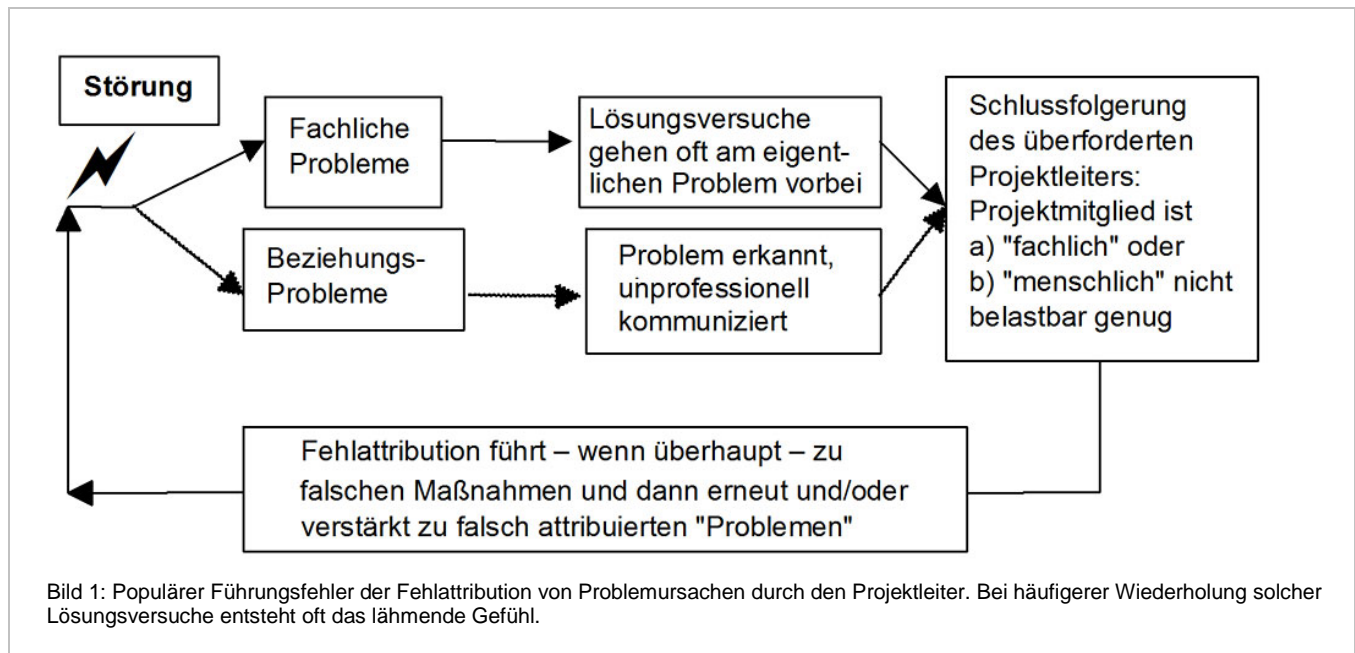 Störung
Fachliche
Probleme
Lösungsversuche
gehen oft am eigent-
lichen Problem vorbei
Schlussfolgerung
des überforderten
Projektleiters:
Projektmitglied ist
a) "fachlich" oder
b) "menschlich" nicht
belastbar genug
Beziehungs-
Probleme
Problem erkannt,
unprofessionell
kommuniziert
Fehlattribution führt – wenn überhaupt – zu
falschen Maßnahmen und dann erneut und/oder
verstärkt zu falsch attribuierten "Problemen"
Bild 1: Populärer Führungsfehler der Fehlattribution von Problemursachen durch den Projektleiter. Bei häufigerer Wiederholung solcher
Lösungsversuche entsteht oft das lähmende Gefühl.